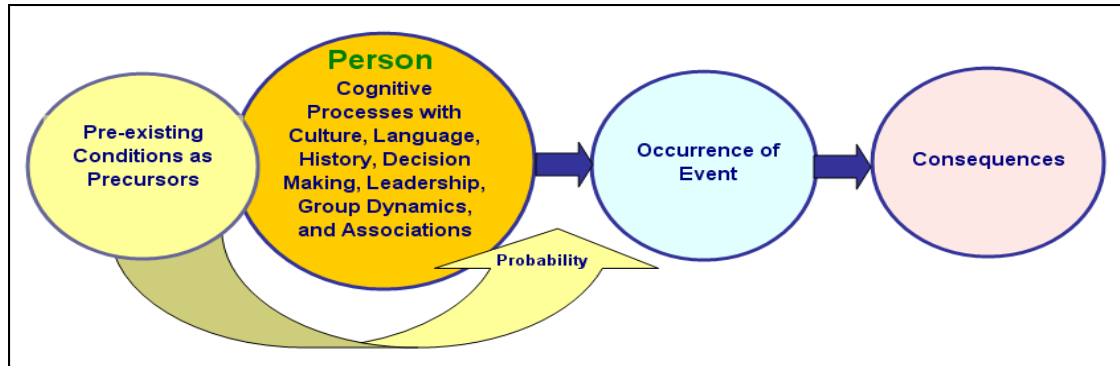 Pre-existing
Conditions as
Precursors
Person
Cognitive
Processes with
Culture, Language,
History, Decision
Making, Leadership,
Group Dynamics,
and Associations
Probability
Occurrence of
Event
Consequences